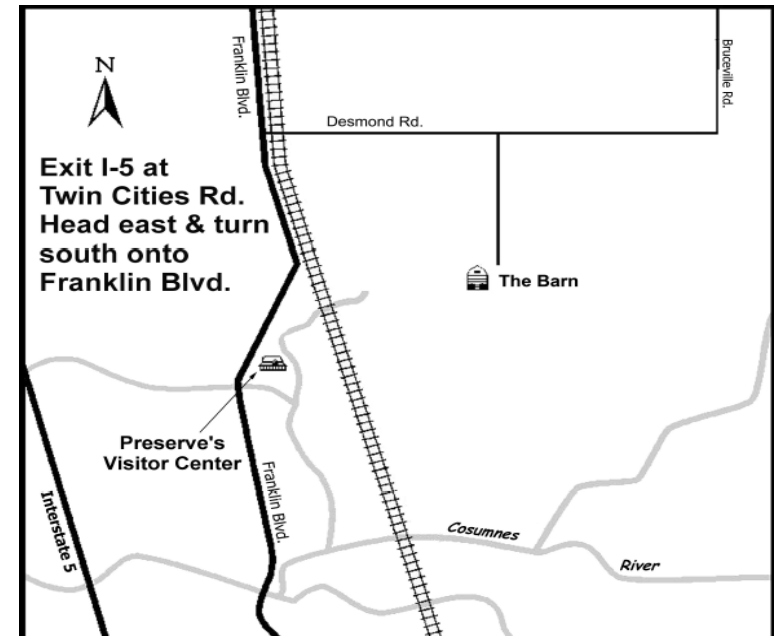 N
Franklin Blvd.
Bruceville Rd.
Desmond Rd.
Exit I-5 at
Twin Cities Rd.
Head east & turn
south onto
Franklin Blvd.
The Barn
Preserve's
Visitor Center
Franklin Blvd.
Interstate 5
Cosumnes
River